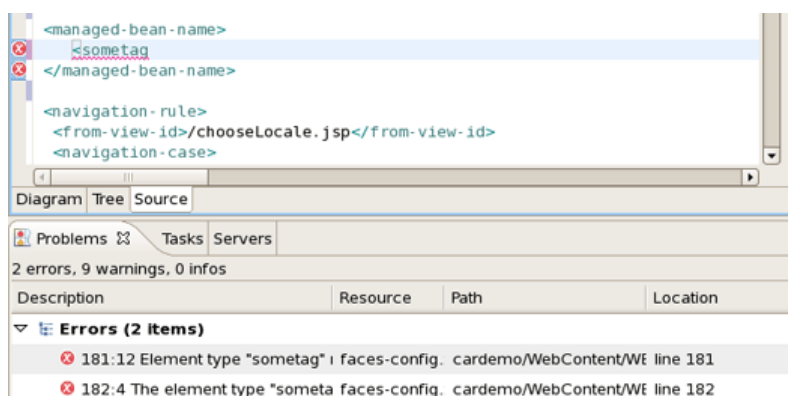 <managed-bean-name>
<sometag
</managed-bean-name>
<navigation-rule>
<from-view-id>/chooseLocale.jsp</from-view-id>
<navigation-case>
Diagram Tree Source
Problems Tasks Servers
2 errors, 9 warnings, 0 infos
Description Resource Path Location
Errors (2 items)
181:12 Element type "sometag" faces-config. cardemo/WebContent/WE line 181
182:4 The element type "someta faces-config. cardemo/WebContent/WE line 182